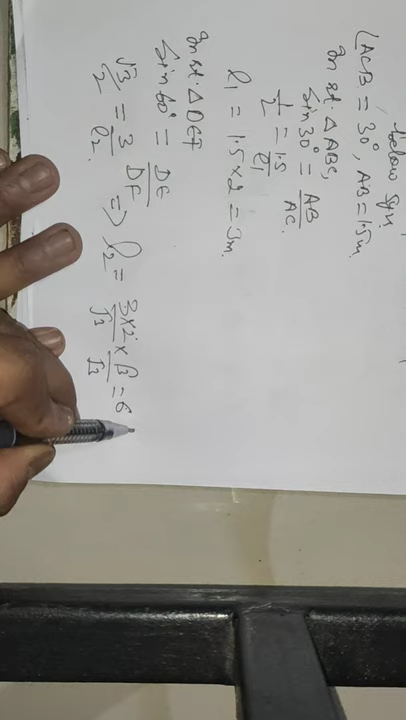 below 
∠ACB = 30°, AB = 1.5m.
In rt. △ABC,
Sin 30° = AB/AC.
1/2 = 1.5/l1
l1 = 1.5×2 = 3m.
In rt. △DEF
Sin 60° = DE/DF
√3/2 = 3/l2. => l2 = 3×2/√3 × √3/√3 = 6